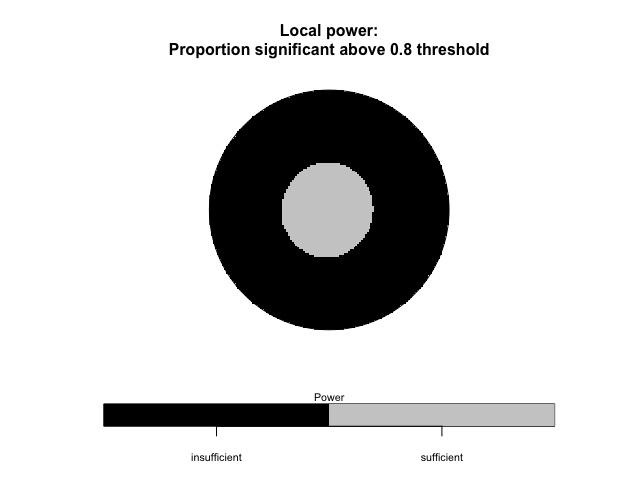 Local power:
Proportion significant above 0.8 threshold
Power
insufficient
sufficient